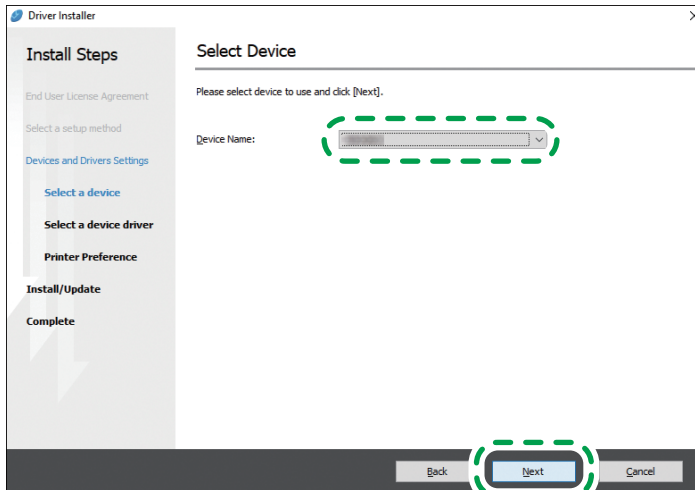 Driver Installer
Install Steps
End User License Agreement
Select a setup method
Devices and Drivers Settings
Select a device
Select a device driver
Printer Preference
Install/Update
Complete
Select Device
Please select device to use and click [Next].
Device Name:
Back
Next
Cancel